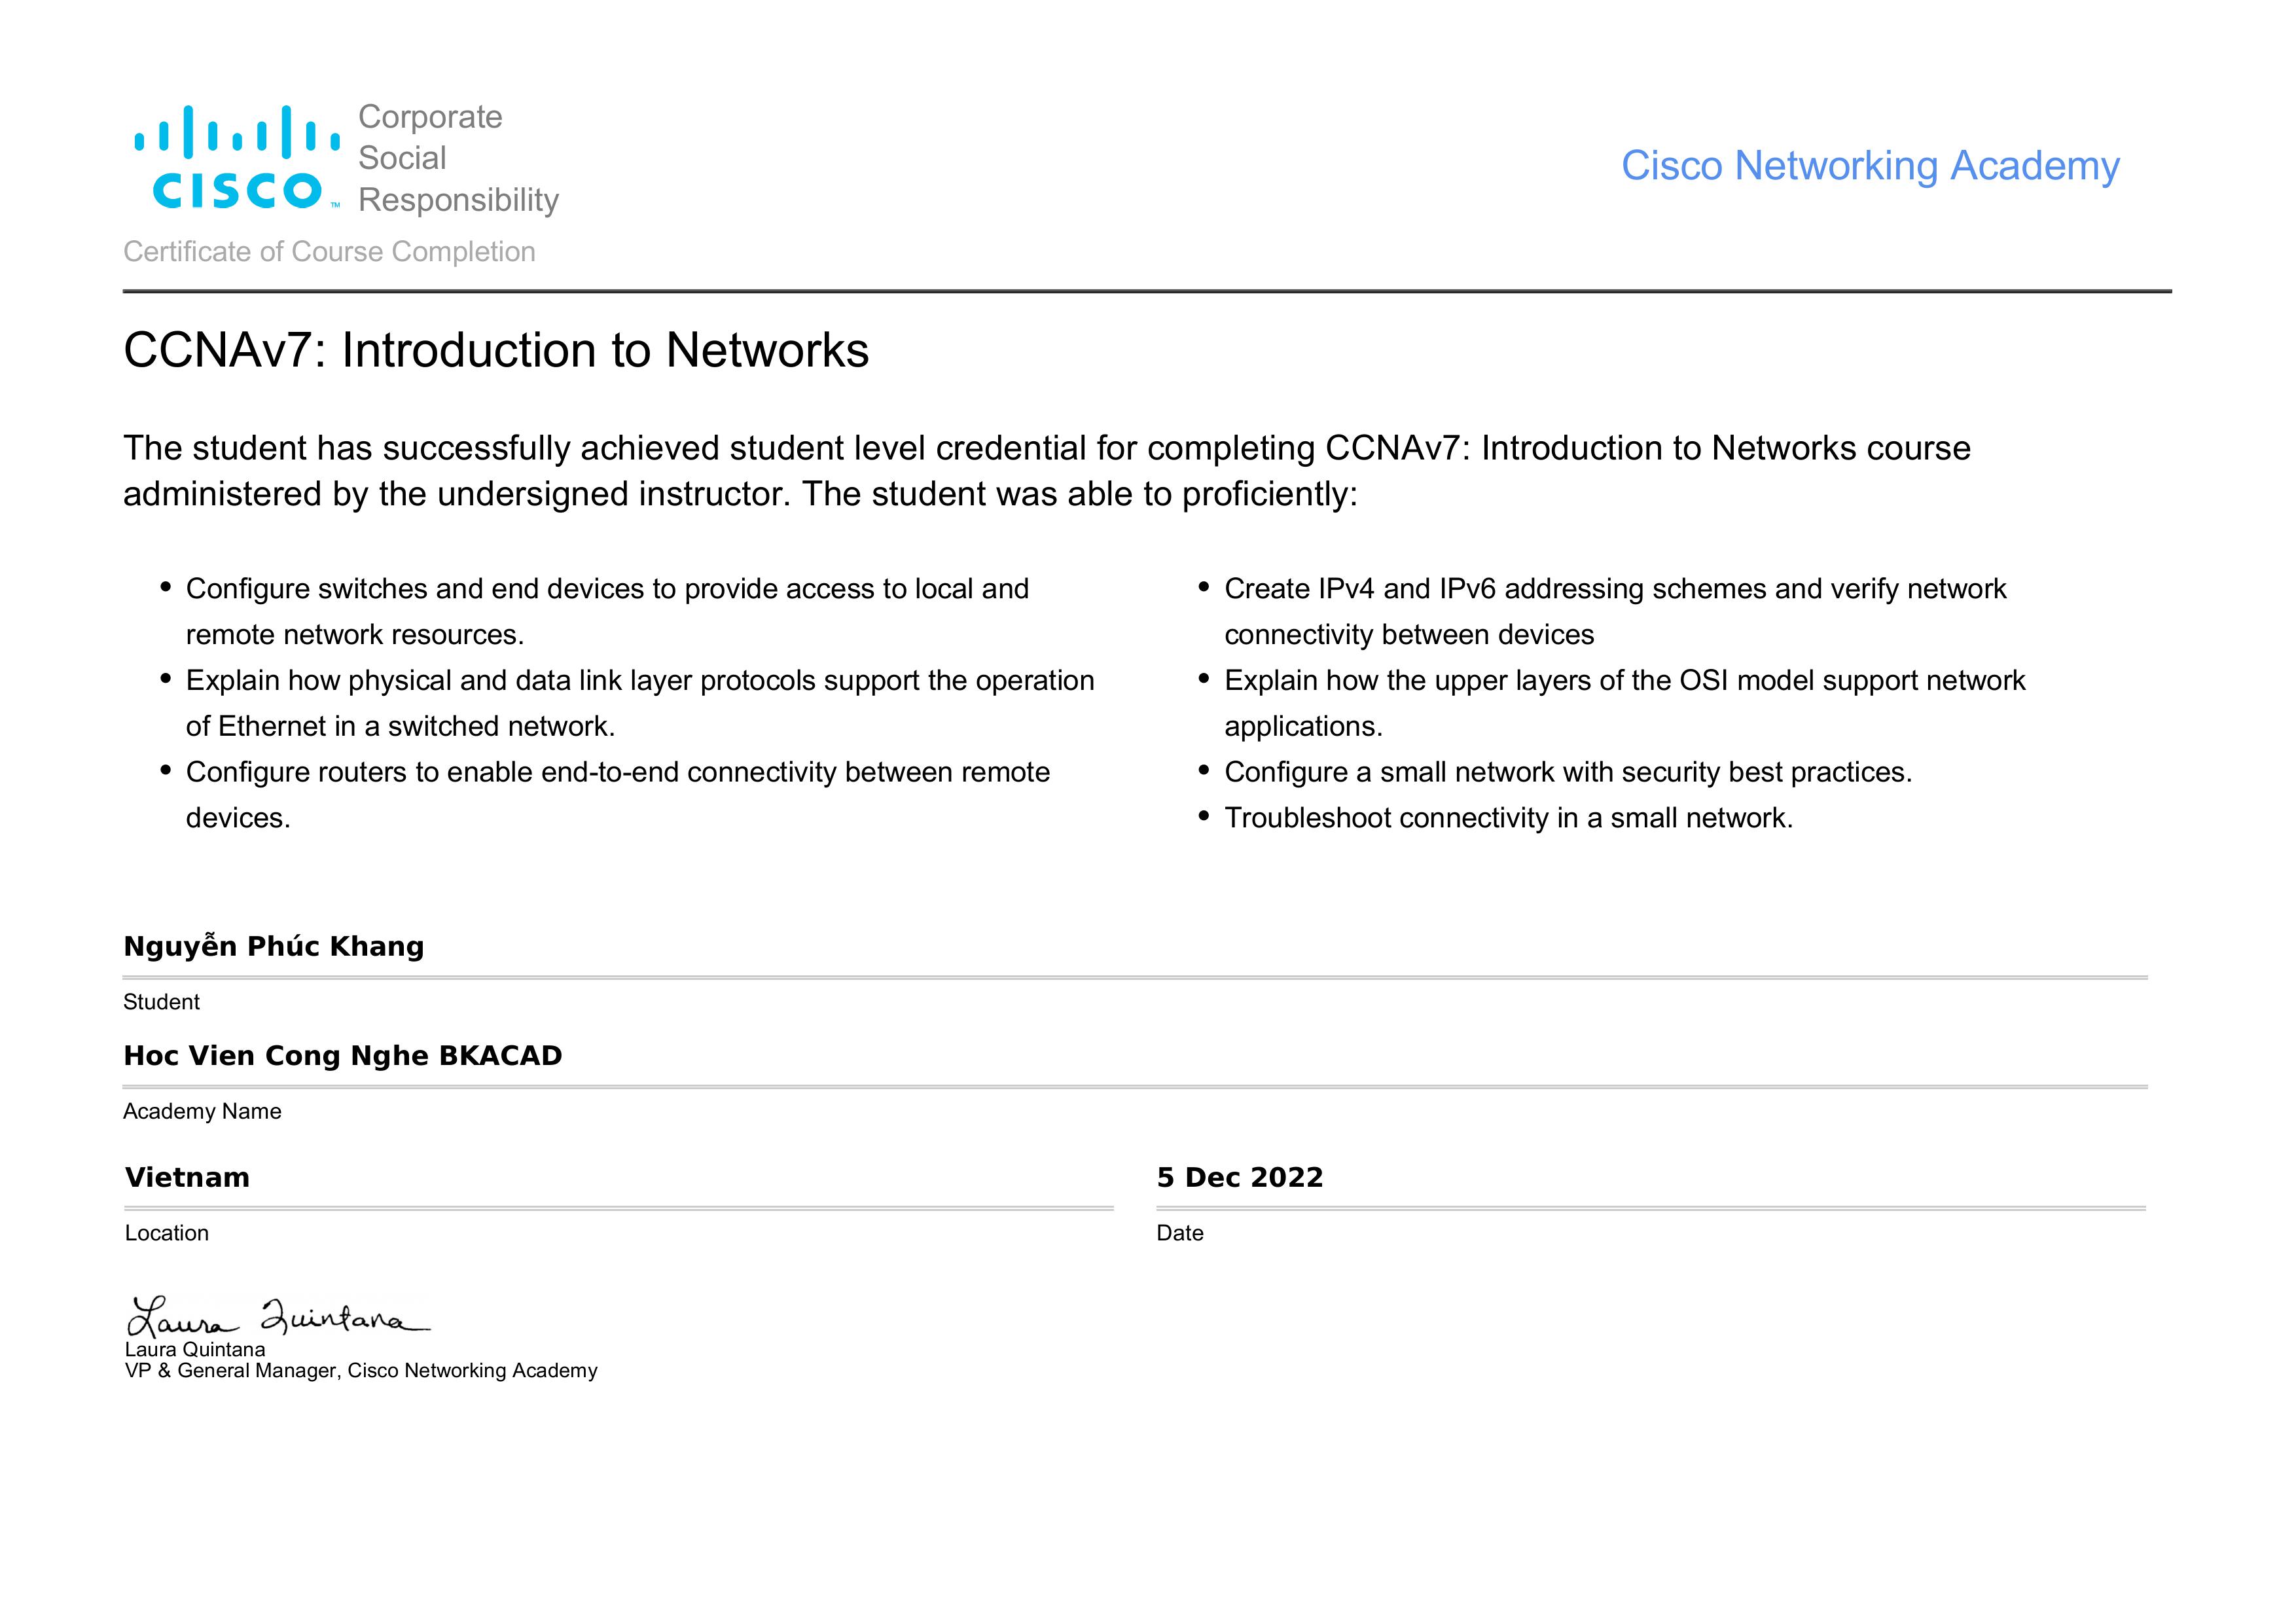 Corporate
Social
Responsibility
CISCO™
Cisco Networking Academy
Certificate of Course Completion
CCNAv7: Introduction to Networks
The student has successfully achieved student level credential for completing CCNAv7: Introduction to Networks course
administered by the undersigned instructor. The student was able to proficiently:
• Configure switches and end devices to provide access to local and
remote network resources.
• Explain how physical and data link layer protocols support the operation
of Ethernet in a switched network.
• Configure routers to enable end-to-end connectivity between remote
devices.
• Create IPv4 and IPv6 addressing schemes and verify network
connectivity between devices
• Explain how the upper layers of the OSI model support network
applications.
• Configure a small network with security best practices.
• Troubleshoot connectivity in a small network.
Nguyễn Phúc Khang
Student
Hoc Vien Cong Nghe BKACAD
Academy Name
Vietnam
Location
5 Dec 2022
Date
Laura Quintana
Laura Quintana
VP & General Manager, Cisco Networking Academy